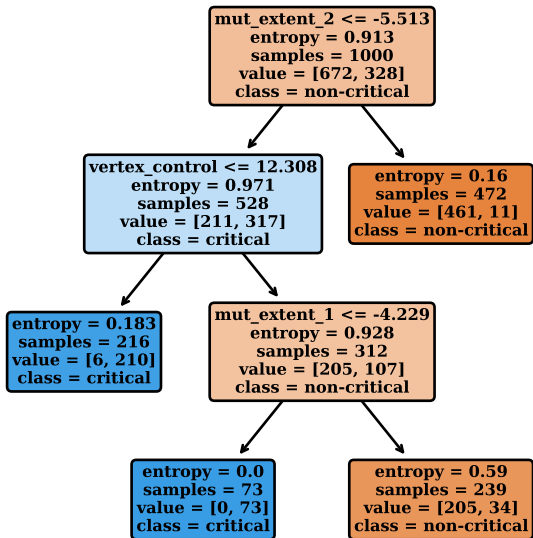 mut_extent_2 <= -5.513
entropy = 0.913
samples = 1000
value = [672, 328]
class = non-critical
vertex_control <= 12.308
entropy = 0.971
samples = 528
value = [211, 317]
class = critical
entropy = 0.16
samples = 472
value = [461, 11]
class = non-critical
entropy = 0.183
samples = 216
value = [6, 210]
class = critical
mut_extent_1 <= -4.229
entropy = 0.928
samples = 312
value = [205, 107]
class = non-critical
entropy = 0.0
samples = 73
value = [0, 73]
class = critical
entropy = 0.59
samples = 239
value = [205, 34]
class = non-critical